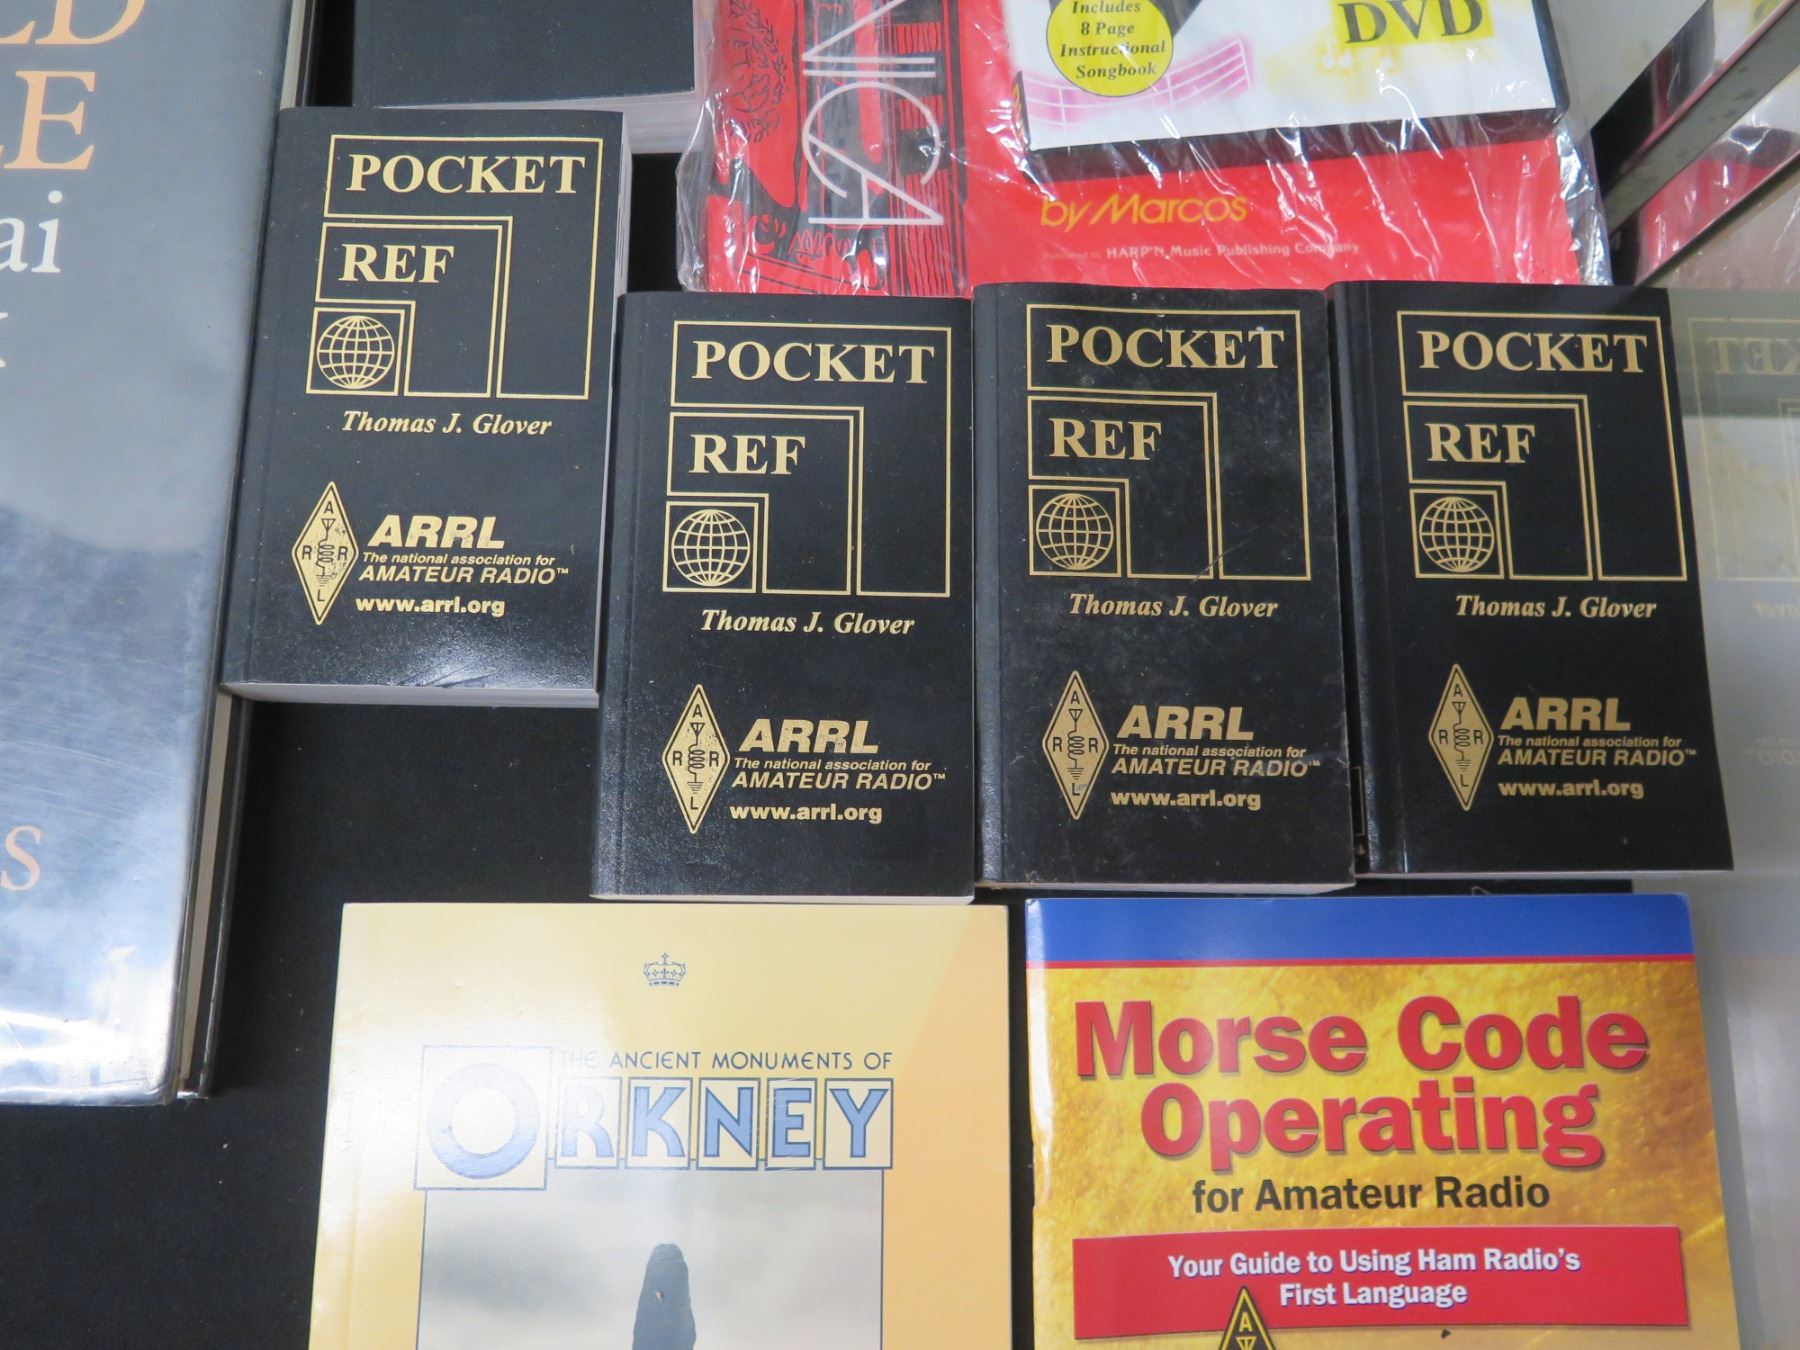 Includes
8 Page
Instructional
Songbook
DVD
by Marcos
Published by HARP'N Music Publishing Company
ai
POCKET
REF
Thomas J. Glover
A
R R
L
ARRL
The national association for
AMATEUR RADIO™
www.arrl.org
POCKET
REF
Thomas J. Glover
A
R R
L
ARRL
The national association for
AMATEUR RADIO™
www.arrl.org
POCKET
REF
Thomas J. Glover
A
R R
L
ARRL
The national association for
AMATEUR RADIO™
www.arrl.org
POCKET
REF
Thomas J. Glover
A
R R
L
ARRL
The national association for
AMATEUR RADIO™
www.arrl.org
THE ANCIENT MONUMENTS OF
ORKNEY
Morse Code
Operating
for Amateur Radio
Your Guide to Using Ham Radio's
First Language
A